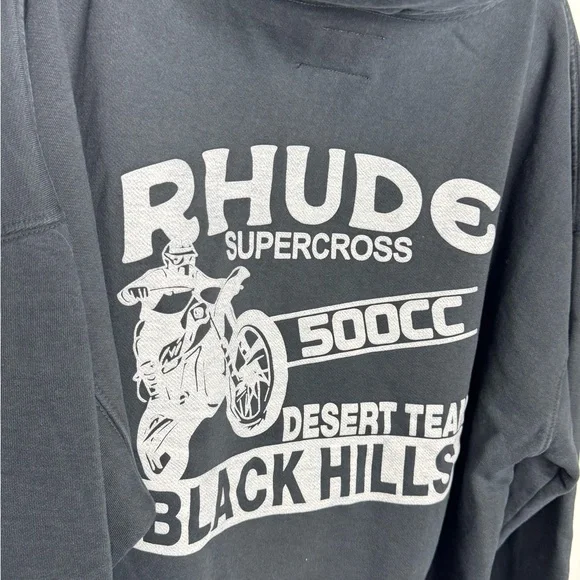 RHUDE
SUPERCROSS
500CC
DESERT TEAM
BLACK HILLS